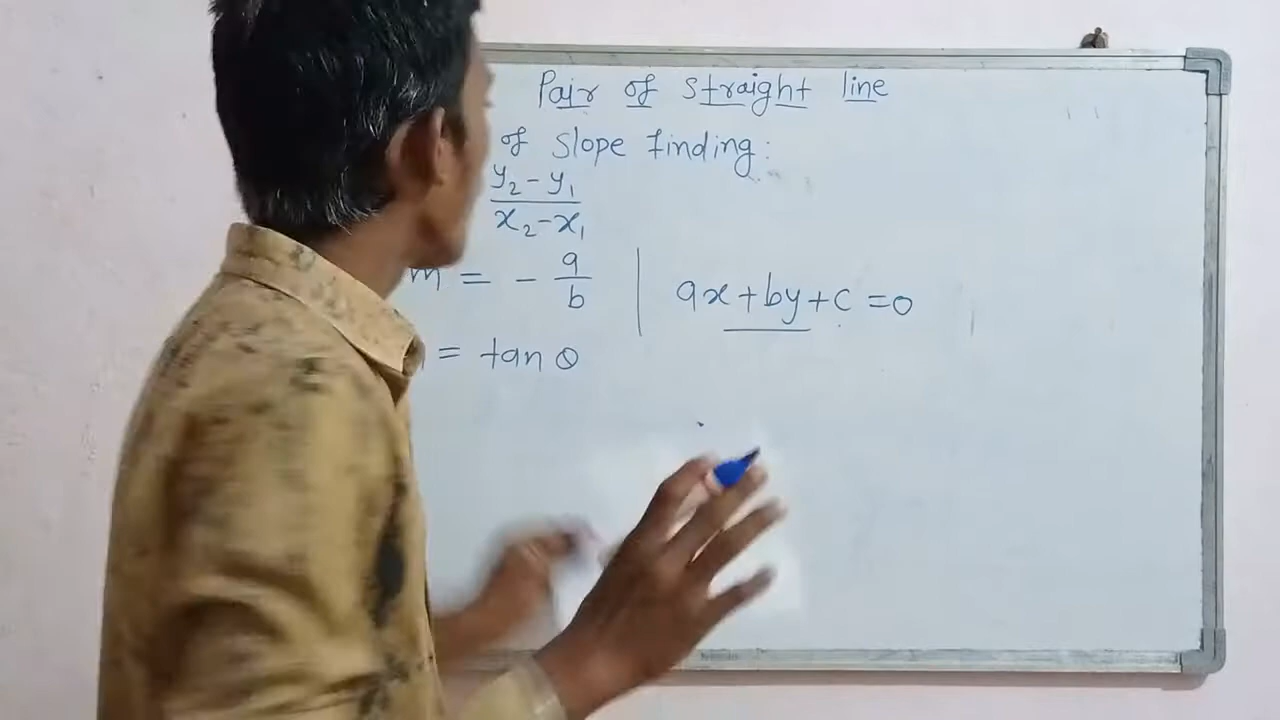 Pair of straight line
of slope finding:
y₂-y₁
x₂-x₁
m = - a/b | ax+by+c=0
= tan θ